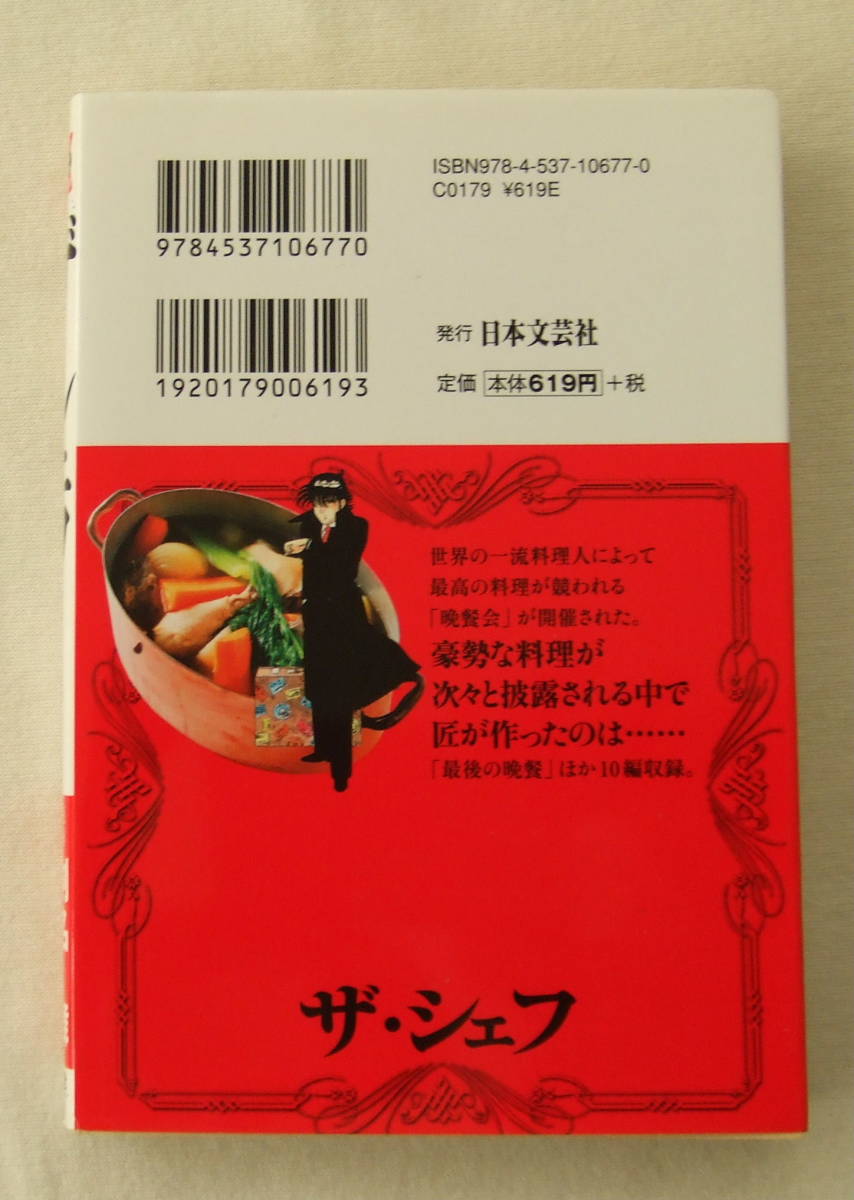 ISBN978-4-537-10677-0
C0179 ¥619E
9784537106770
発行 日本文芸社
1920179006193
定価 本体619円 +税
世界の一流料理人によって
最高の料理が競われる
「晩餐会」が開催された。
豪勢な料理が
次々と披露される中で
匠が作ったのは……
「最後の晩餐」ほか10編収録。
ザ・シェフ